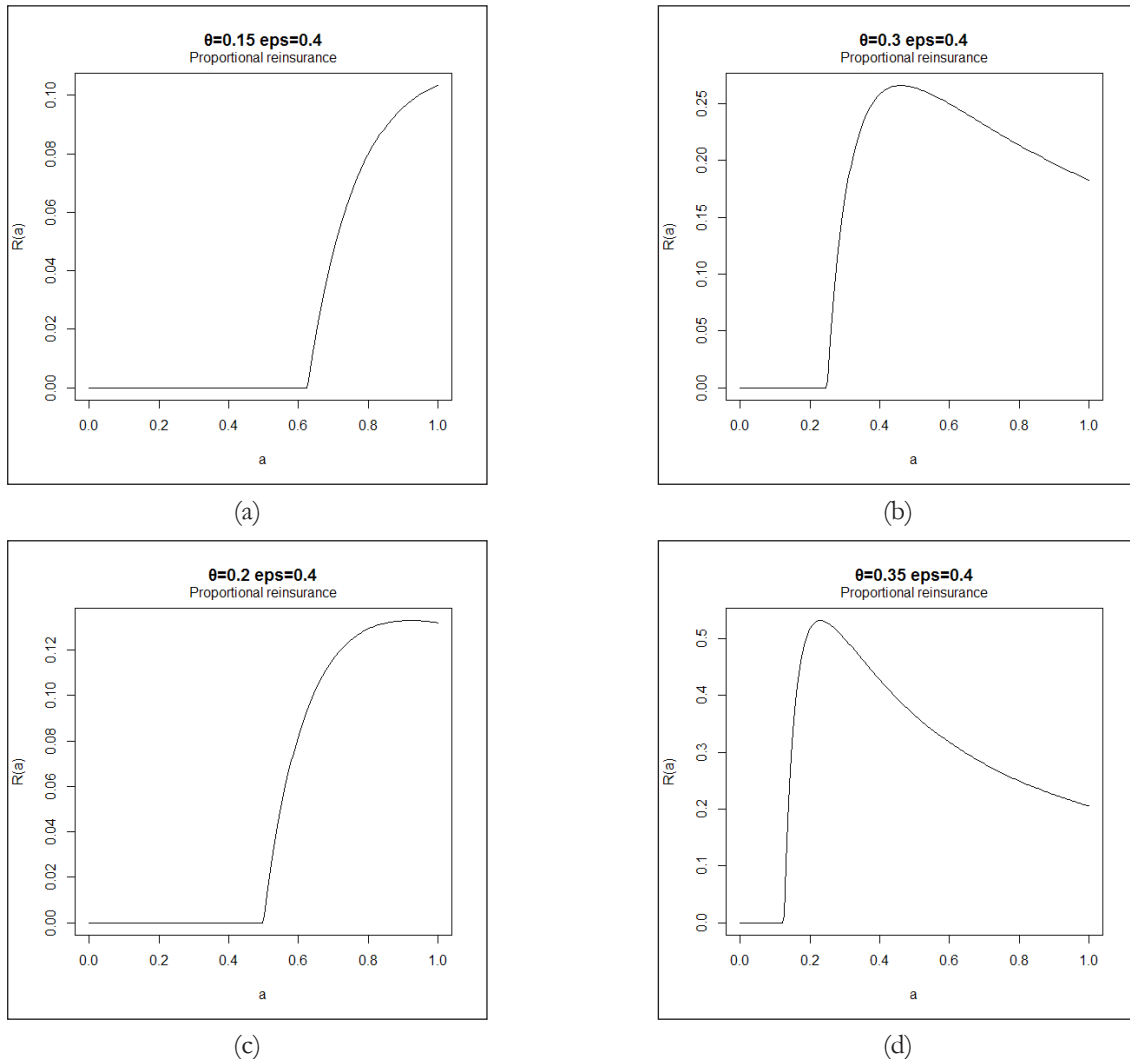 θ=0.15 eps=0.4
Proportional reinsurance
R(a)
0.00 0.02 0.04 0.06 0.08 0.10
0.0 0.2 0.4 0.6 0.8 1.0
a
(a)
θ=0.3 eps=0.4
Proportional reinsurance
R(a)
0.00 0.05 0.10 0.15 0.20 0.25
0.0 0.2 0.4 0.6 0.8 1.0
a
(b)
θ=0.2 eps=0.4
Proportional reinsurance
R(a)
0.00 0.02 0.04 0.06 0.08 0.10 0.12
0.0 0.2 0.4 0.6 0.8 1.0
a
(c)
θ=0.35 eps=0.4
Proportional reinsurance
R(a)
0.0 0.1 0.2 0.3 0.4 0.5
0.0 0.2 0.4 0.6 0.8 1.0
a
(d)